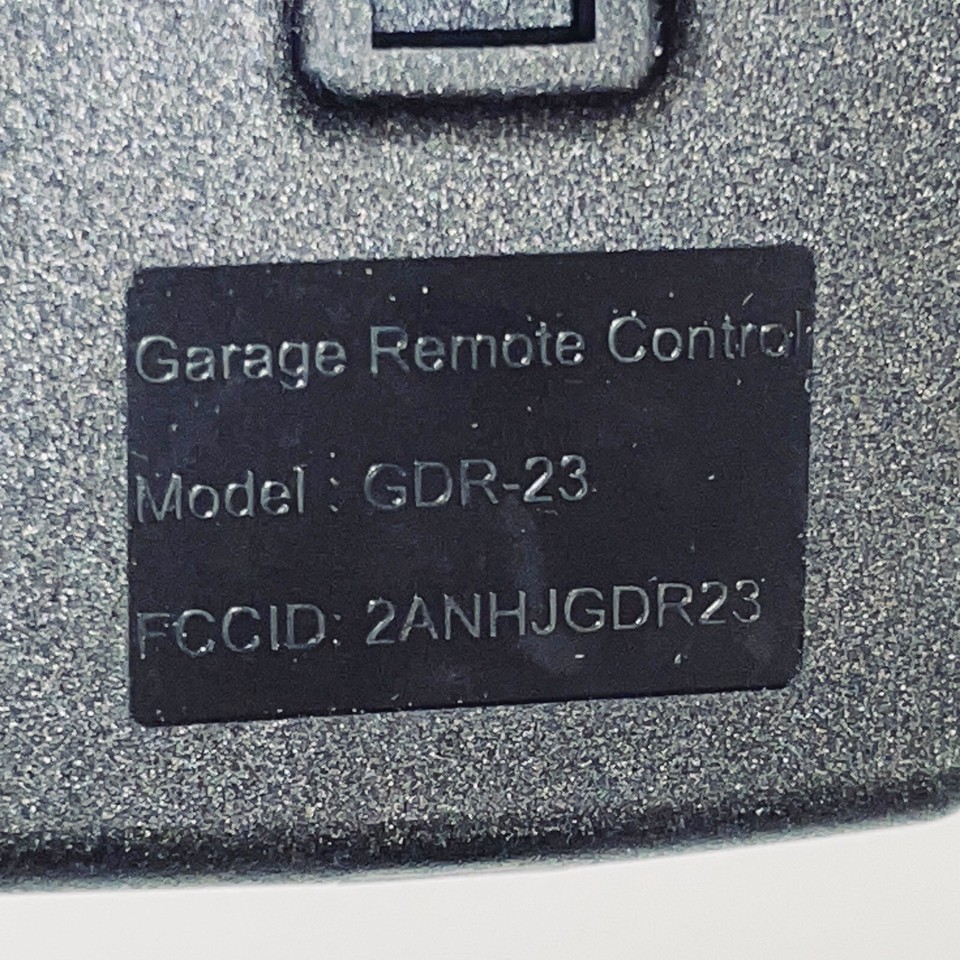 Garage Remote Control
Model : GDR-23
FCCID: 2ANHJGDR23